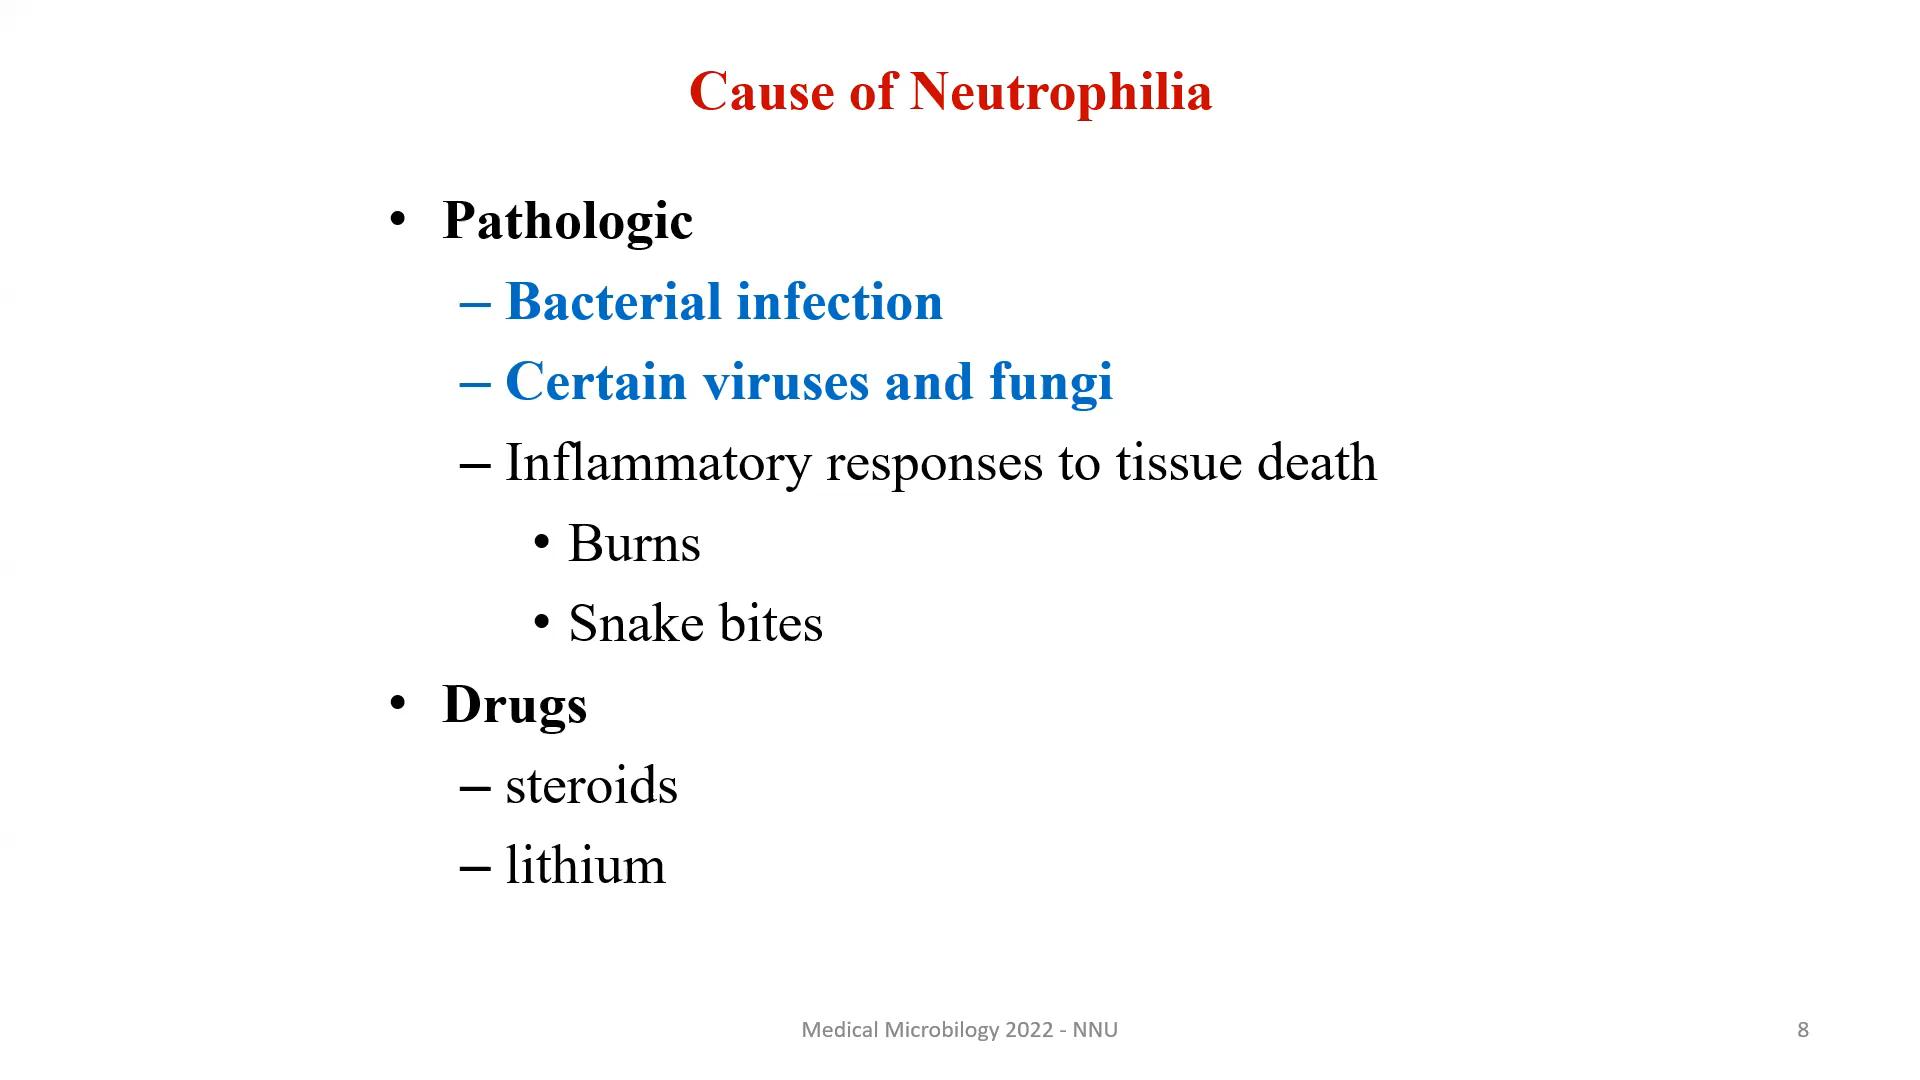 Cause of Neutrophilia
• Pathologic
– Bacterial infection
– Certain viruses and fungi
– Inflammatory responses to tissue death
• Burns
• Snake bites
• Drugs
– steroids
– lithium
Medical Microbilogy 2022 - NNU
8